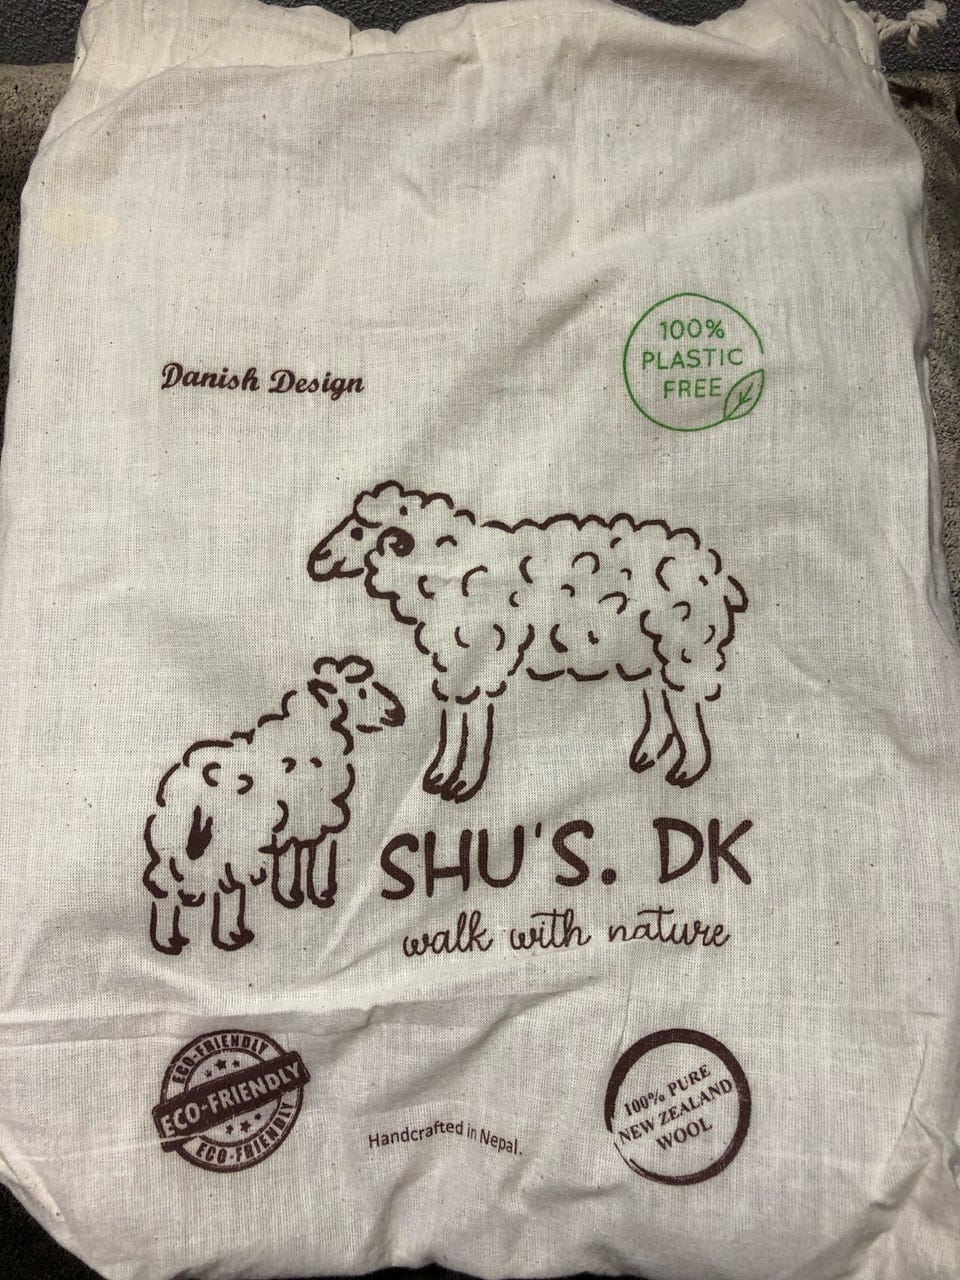 100%
PLASTIC
FREE
Danish Design
SHU'S. DK
walk with nature
ECO-FRIENDLY
ECO-FRIENDLY
ECO-FRIENDLY
Handcrafted in Nepal.
100% PURE
NEW ZEALAND
WOOL